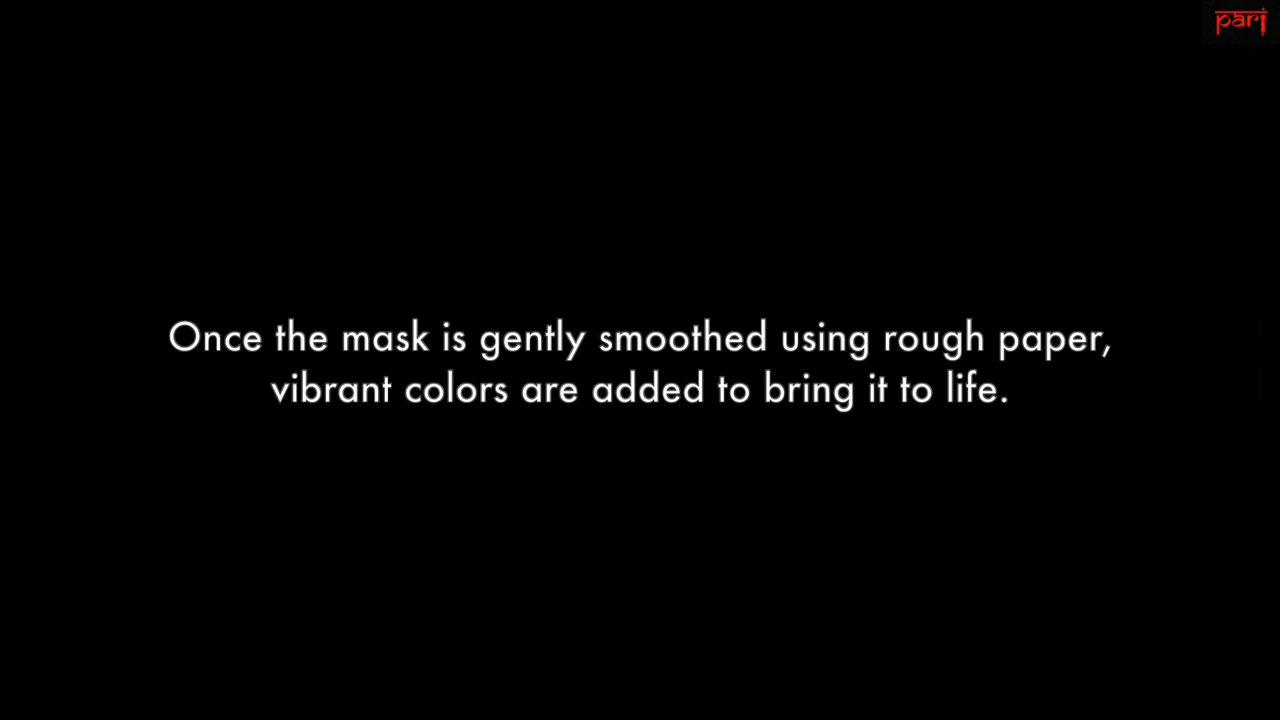 pari
Once the mask is gently smoothed using rough paper,
vibrant colors are added to bring it to life.